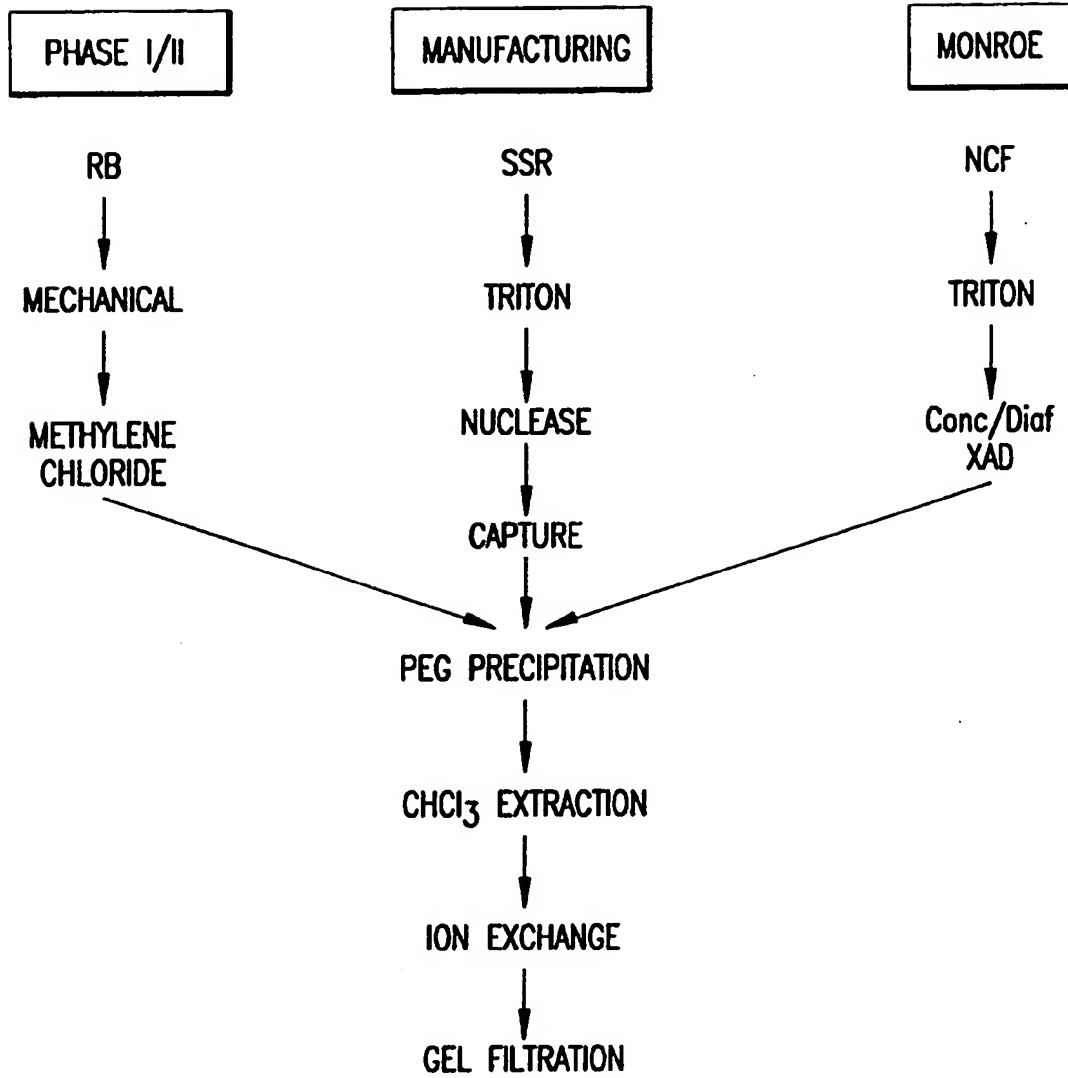 PHASE I/II
MANUFACTURING
MONROE
RB
SSR
NCF
MECHANICAL
TRITON
TRITON
METHYLENE
CHLORIDE
NUCLEASE
Conc/Diaf
XAD
CAPTURE
PEG PRECIPITATION
CHCl3 EXTRACTION
ION EXCHANGE
GEL FILTRATION